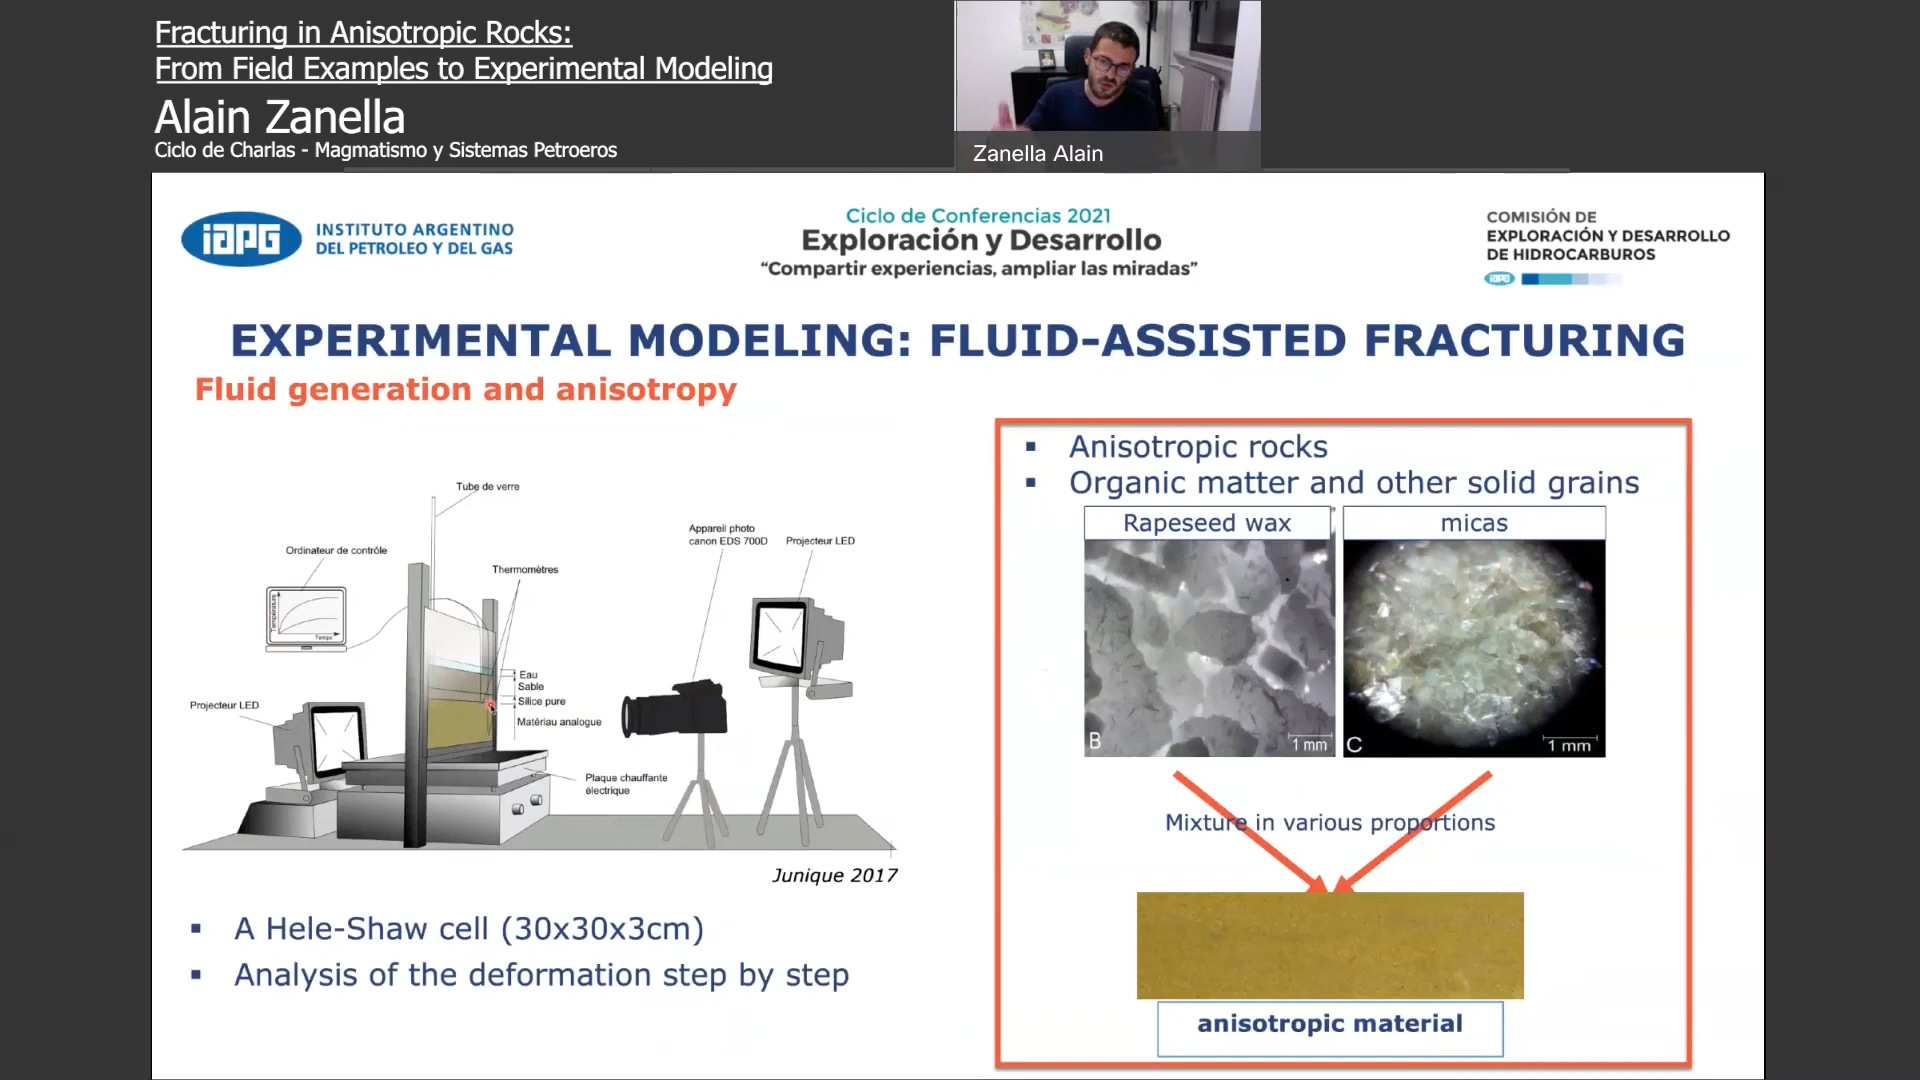 Fracturing in Anisotropic Rocks:
From Field Examples to Experimental Modeling
Alain Zanella
Ciclo de Charlas - Magmatismo y Sistemas Petroeros
Zanella Alain
iAPG
INSTITUTO ARGENTINO
DEL PETROLEO Y DEL GAS
Ciclo de Conferencias 2021
Exploración y Desarrollo
“Compartir experiencias, ampliar las miradas”
COMISIÓN DE
EXPLORACIÓN Y DESARROLLO
DE HIDROCARBUROS
iAPG
EXPERIMENTAL MODELING: FLUID-ASSISTED FRACTURING
Fluid generation and anisotropy
Tube de verre
Ordinateur de contrôle
Thermomètres
Appareil photo
canon EDS 700D
Projecteur LED
Température
Temps
Eau
Sable
Silice pure
Matériau analogue
Projecteur LED
Plaque chauffante
électrique
Junique 2017
▪ A Hele-Shaw cell (30x30x3cm)
▪ Analysis of the deformation step by step
▪ Anisotropic rocks
▪ Organic matter and other solid grains
Rapeseed wax
micas
B
1 mm
C
1 mm
Mixture in various proportions
anisotropic material